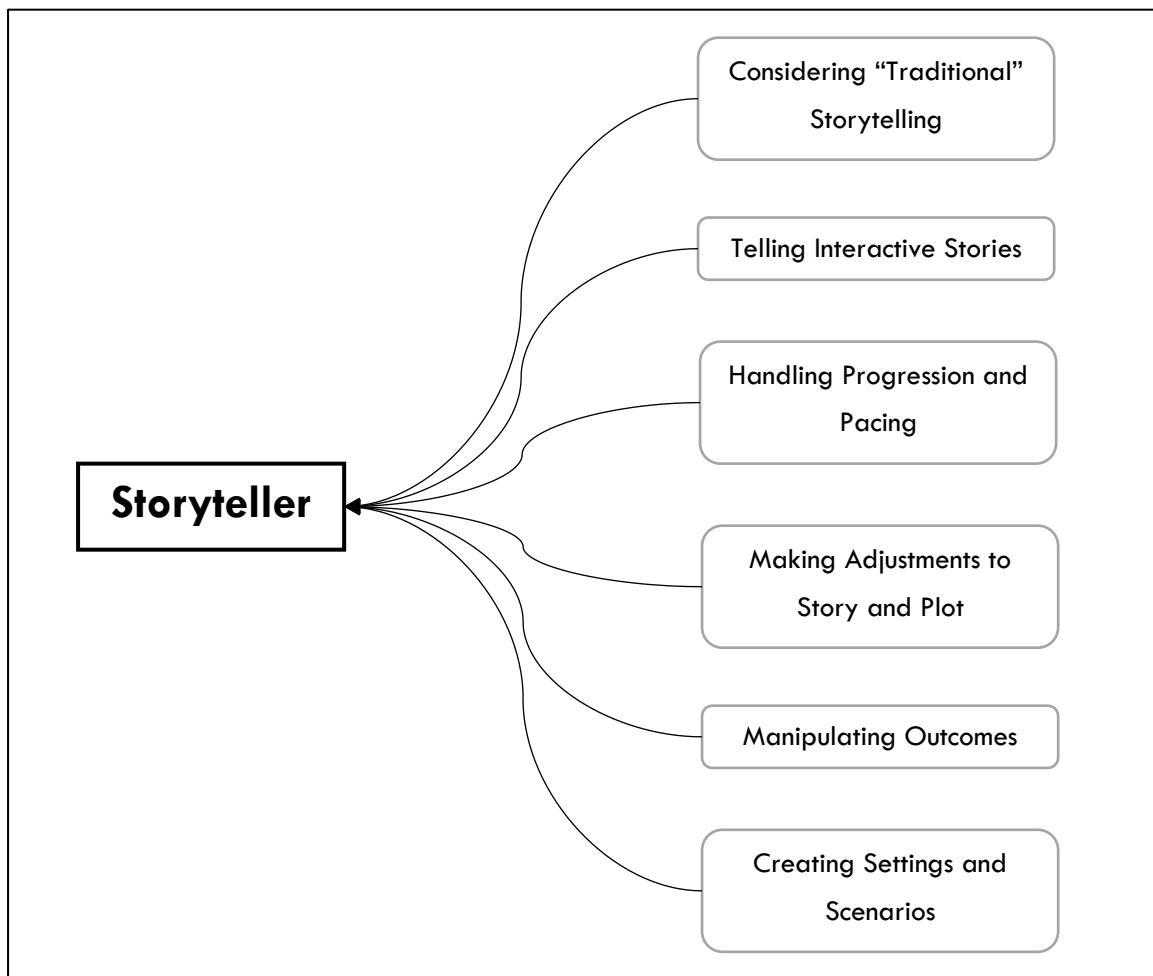 Considering “Traditional”
Storytelling
Telling Interactive Stories
Handling Progression and
Pacing
Storyteller
Making Adjustments to
Story and Plot
Manipulating Outcomes
Creating Settings and
Scenarios